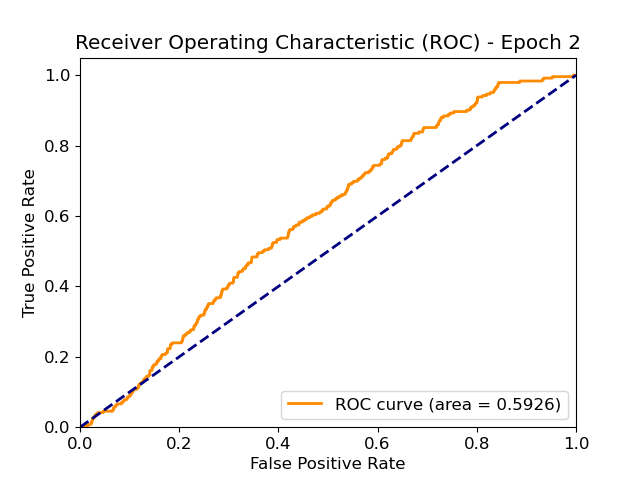 Receiver Operating Characteristic (ROC) - Epoch 2
True Positive Rate
1.0
0.8
0.6
0.4
0.2
0.0
ROC curve (area = 0.5926)
0.0 0.2 0.4 0.6 0.8 1.0
False Positive Rate